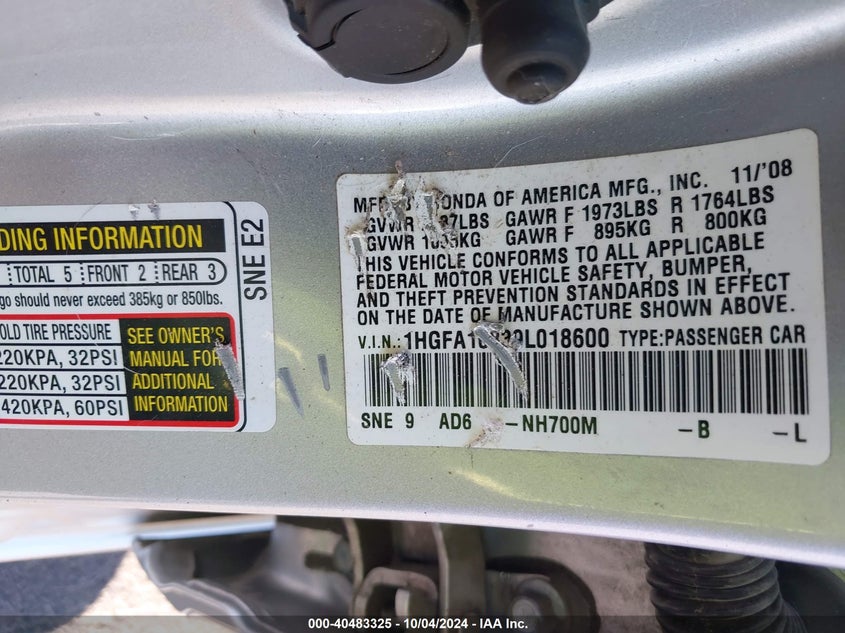 DING INFORMATION
TOTAL 5 FRONT 2 REAR 3
go should never exceed 385kg or 850lbs.
OLD TIRE PRESSURE
220KPA, 32PSI
220KPA, 32PSI
420KPA, 60PSI
SEE OWNER'S
MANUAL FOR
ADDITIONAL
INFORMATION
SNE E2
HONDA OF AMERICA MFG., INC. 11/'08
GVWR GAWR F 1973LBS R 1764LBS
GVWR GAWR F 895KG R 800KG
THIS VEHICLE CONFORMS TO ALL APPLICABLE
FEDERAL MOTOR VEHICLE SAFETY, BUMPER,
AND THEFT PREVENTION STANDARDS IN EFFECT
ON THE DATE OF MANUFACTURE SHOWN ABOVE.
V.I.N.: TYPE:PASSENGER CAR
SNE 9 AD6 -NH700M -B -L
000-40483325 - 10/04/2024 - IAA Inc.